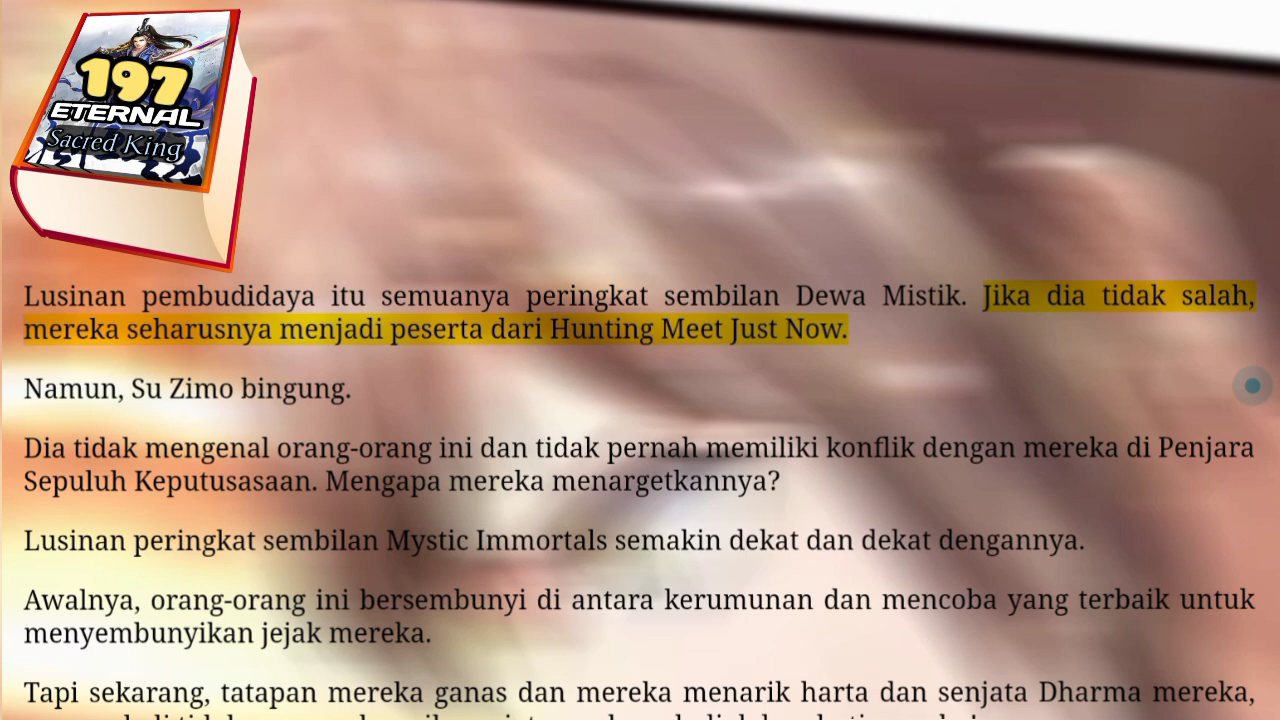 197
ETERNAL
Sacred King
Lusinan pembudidaya itu semuanya peringkat sembilan Dewa Mistik. Jika dia tidak salah,
mereka seharusnya menjadi peserta dari Hunting Meet Just Now.
Namun, Su Zimo bingung.
Dia tidak mengenal orang-orang ini dan tidak pernah memiliki konflik dengan mereka di Penjara
Sepuluh Keputusasaan. Mengapa mereka menargetkannya?
Lusinan peringkat sembilan Mystic Immortals semakin dekat dan dekat dengannya.
Awalnya, orang-orang ini bersembunyi di antara kerumunan dan mencoba yang terbaik untuk
menyembunyikan jejak mereka.
Tapi sekarang, tatapan mereka ganas dan mereka menarik harta dan senjata Dharma mereka,